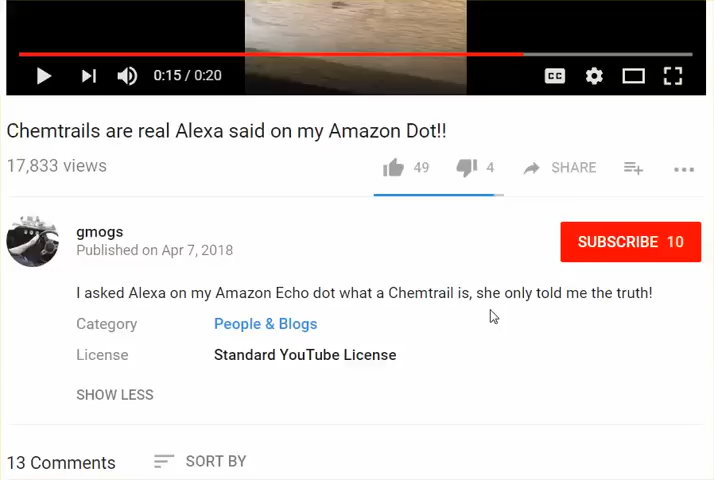 0:15 / 0:20
CC
Chemtrails are real Alexa said on my Amazon Dot!!
17,833 views
49
4
SHARE
gmogs
Published on Apr 7, 2018
SUBSCRIBE 10
I asked Alexa on my Amazon Echo dot what a Chemtrail is, she only told me the truth!
Category People & Blogs
License Standard YouTube License
SHOW LESS
13 Comments SORT BY